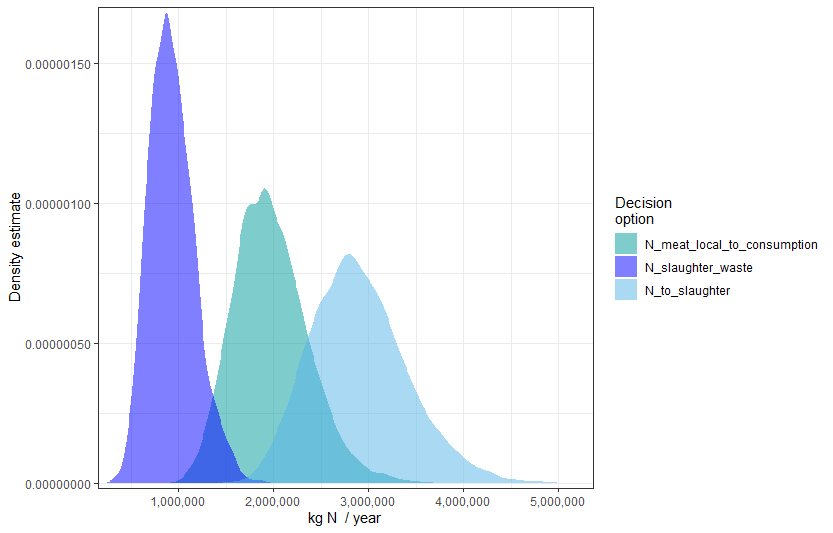 Density estimate
0.00000150
0.00000100
0.00000050
0.00000000
1,000,000
2,000,000
3,000,000
4,000,000
5,000,000
kg N  / year
Decision
option
N_meat_local_to_consumption
N_slaughter_waste
N_to_slaughter